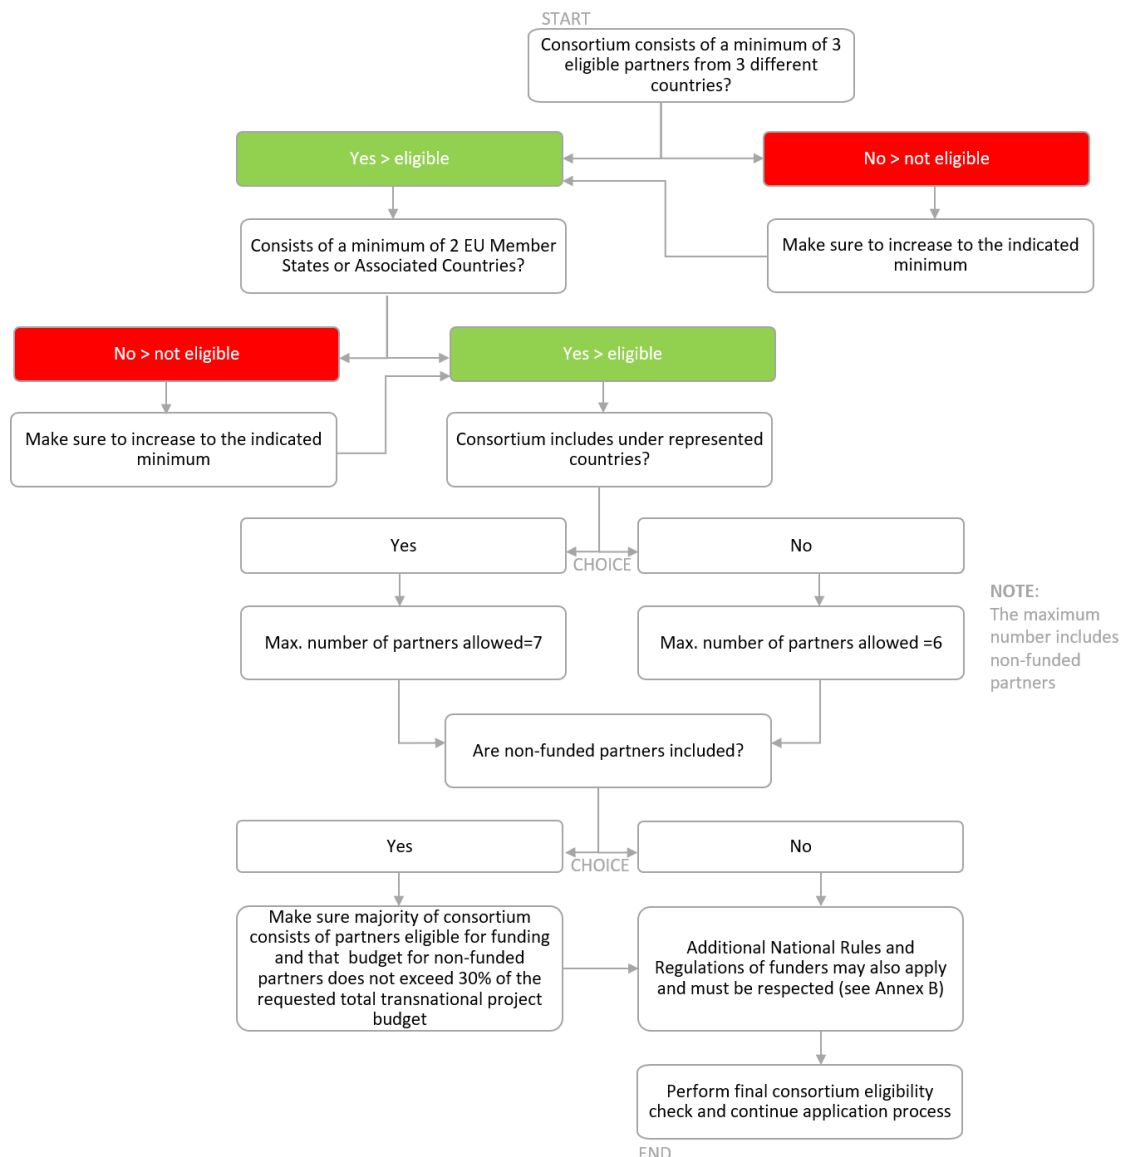 START
Consortium consists of a minimum of 3
eligible partners from 3 different
countries?
Yes > eligible
No > not eligible
Consists of a minimum of 2 EU Member
States or Associated Countries?
Make sure to increase to the indicated
minimum
No > not eligible
Yes > eligible
Make sure to increase to the indicated
minimum
Consortium includes under represented
countries?
Yes
No
CHOICE
Max. number of partners allowed=7
Max. number of partners allowed =6
NOTE:
The maximum
number includes
non-funded
partners
Are non-funded partners included?
Yes
No
CHOICE
Make sure majority of consortium
consists of partners eligible for funding
and that  budget for non-funded
partners does not exceed 30% of the
requested total transnational project
budget
Additional National Rules and
Regulations of funders may also apply
and must be respected (see Annex B)
Perform final consortium eligibility
check and continue application process
END